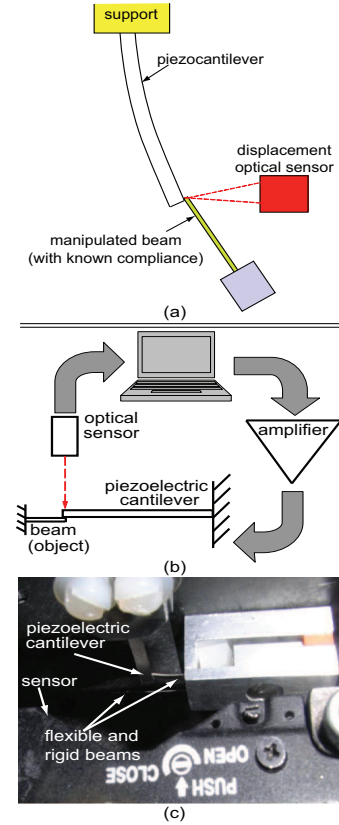 support
piezocantilever
displacement
optical sensor
manipulated beam
(with known compliance)
(a)
optical
sensor
amplifier
piezoelectric
cantilever
beam
(object)
(b)
piezoelectric
cantilever
sensor
flexible and
rigid beams
OPEN
CLOSE
PUSH
(c)